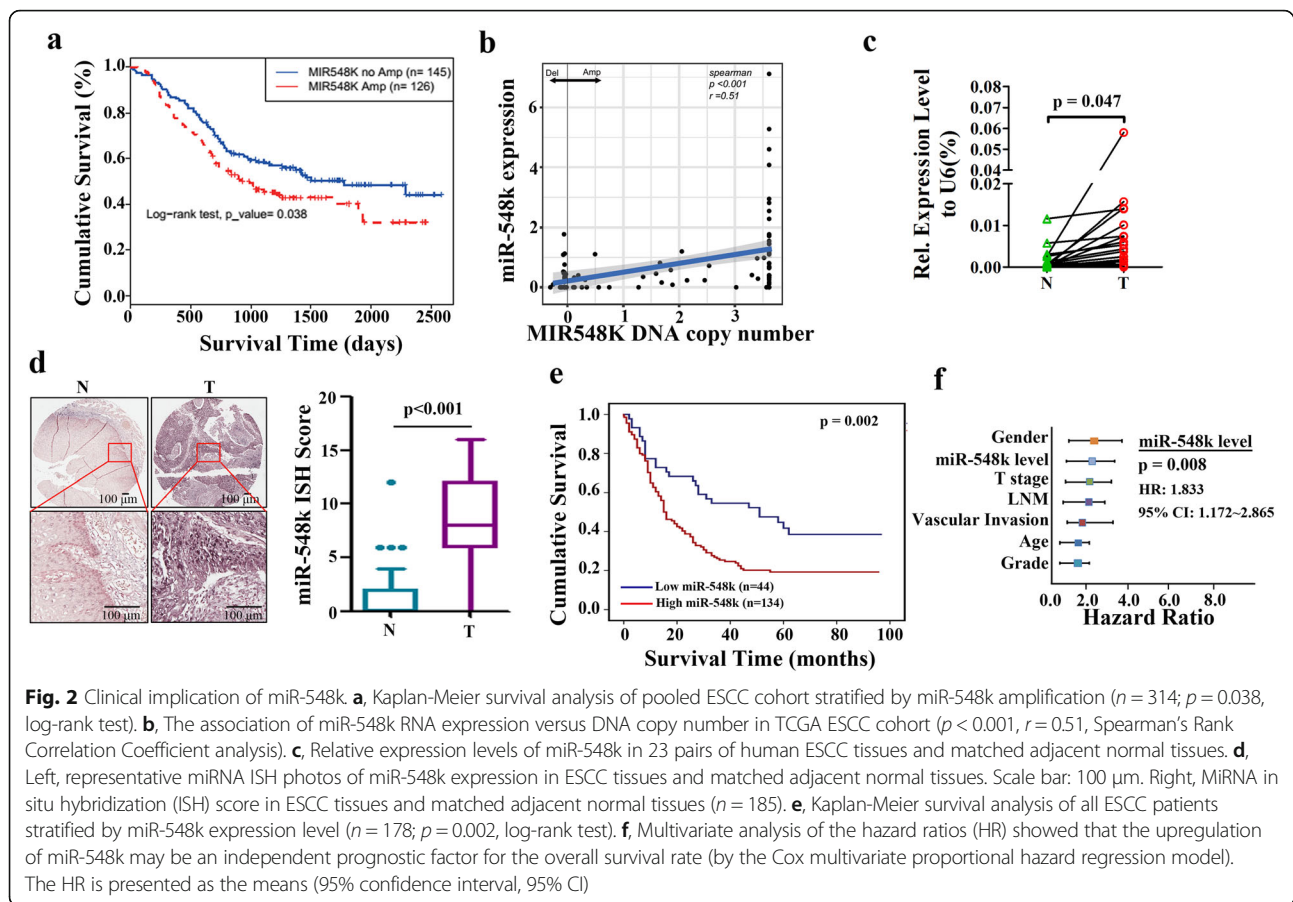 a
Cumulative Survival (%)
1.0
0.8
0.6
0.4
0.2
0.0
MIR548K no Amp (n= 145)
MIR548K Amp (n= 126)
Log-rank test, p_value= 0.038
0 500 1000 1500 2000 2500
Survival Time (days)
b
miR-548k expression
6
4
2
0
Del Amp
spearman
p <0.001
r =0.51
0 1 2 3
MIR548K DNA copy number
c
Rel. Expression Level
to U6(%)
0.08
0.07
0.06
0.05
0.04
0.02
0.01
0.00
p = 0.047
N T
d
N T
100 μm 100 μm
100 μm 100 μm
miR-548k ISH Score
20
15
10
5
0
p<0.001
N T
e
Cumulative Survival
1.0
0.8
0.6
0.4
0.2
0.0
p = 0.002
Low miR-548k (n=44)
High miR-548k (n=134)
0 20 40 60 80 100
Survival Time (months)
f
Gender
miR-548k level
T stage
LNM
Vascular Invasion
Age
Grade
miR-548k level
p = 0.008
HR: 1.833
95% CI: 1.172~2.865
0.0 2.0 4.0 6.0 8.0
Hazard Ratio
Fig. 2 Clinical implication of miR-548k. a, Kaplan-Meier survival analysis of pooled ESCC cohort stratified by miR-548k amplification (n = 314; p = 0.038,
log-rank test). b, The association of miR-548k RNA expression versus DNA copy number in TCGA ESCC cohort (p < 0.001, r = 0.51, Spearman's Rank
Correlation Coefficient analysis). c, Relative expression levels of miR-548k in 23 pairs of human ESCC tissues and matched adjacent normal tissues. d,
Left, representative miRNA ISH photos of miR-548k expression in ESCC tissues and matched adjacent normal tissues. Scale bar: 100 μm. Right, MiRNA in
situ hybridization (ISH) score in ESCC tissues and matched adjacent normal tissues (n = 185). e, Kaplan-Meier survival analysis of all ESCC patients
stratified by miR-548k expression level (n = 178; p = 0.002, log-rank test). f, Multivariate analysis of the hazard ratios (HR) showed that the upregulation
of miR-548k may be an independent prognostic factor for the overall survival rate (by the Cox multivariate proportional hazard regression model).
The HR is presented as the means (95% confidence interval, 95% CI)